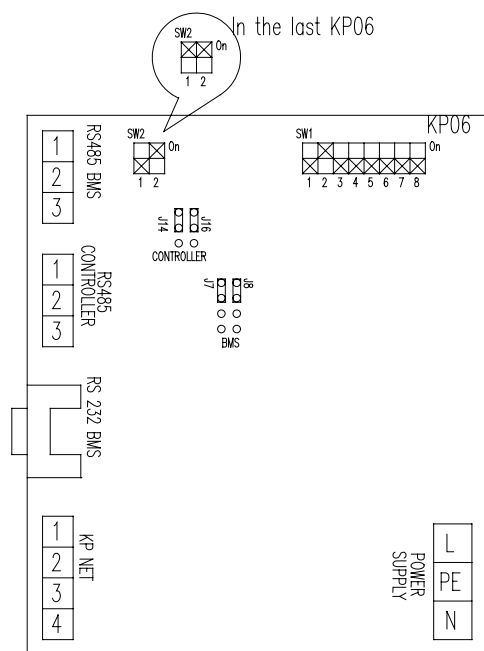 In the last KP06
SW2
On
1 2
KP06
SW2
On
1 2
SW1
On
1 2 3 4 5 6 7 8
RS485 BMS
1
2
3
J14
J16
CONTROLLER
RS485
CONTROLLER
1
2
3
J7
J8
BMS
RS 232 BMS
KP NET
1
2
3
4
POWER
SUPPLY
L
PE
N